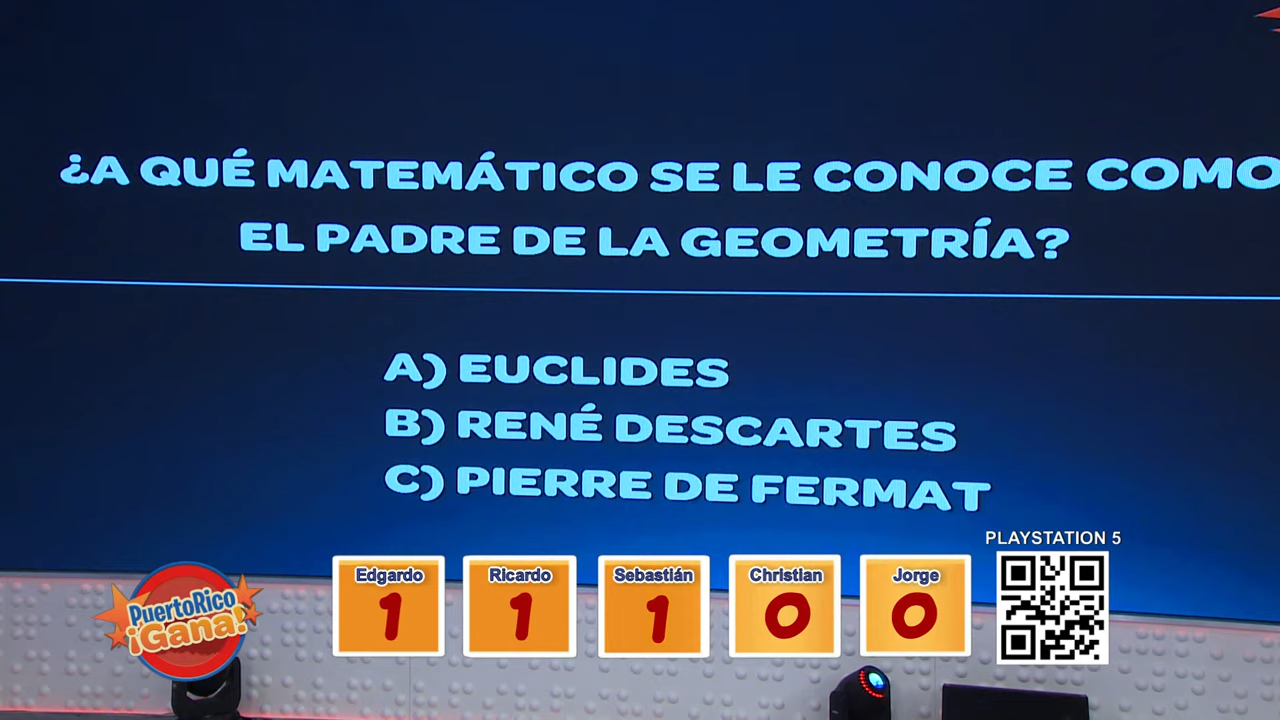 ¿A QUÉ MATEMÁTICO SE LE CONOCE COMO
EL PADRE DE LA GEOMETRÍA?
A) EUCLIDES
B) RENÉ DESCARTES
C) PIERRE DE FERMAT
PLAYSTATION 5
PuertoRico
¡Gana!
Edgardo
1
Ricardo
1
Sebastián
1
Christian
0
Jorge
0